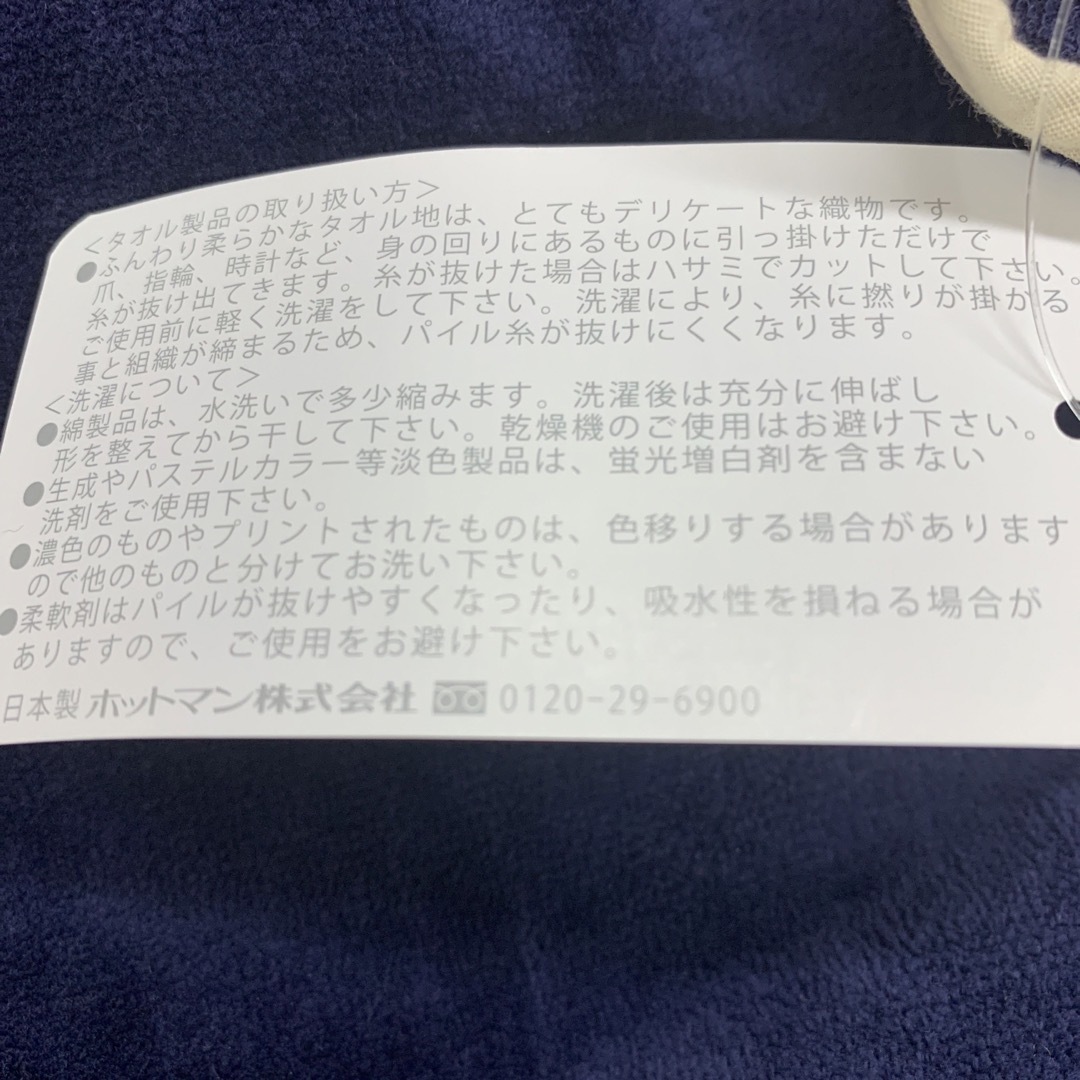 <タオル製品の取り扱い方>
●ふんわり柔らかなタオル地は、とてもデリケートな織物です。
爪、指輪、時計など、身の回りにあるものに引っ掛けただけで
糸が抜け出てきます。糸が抜けた場合はハサミでカットして下さい。
ご使用前に軽く洗濯をして下さい。洗濯により、糸に撚りが掛かる
事と組織が締まるため、パイル糸が抜けにくくなります。
<洗濯について>
●綿製品は、水洗いで多少縮みます。洗濯後は充分に伸ばし
形を整えてから干して下さい。乾燥機のご使用はお避け下さい。
●生成やパステルカラー等淡色製品は、蛍光増白剤を含まない
洗剤をご使用下さい。
●濃色のものやプリントされたものは、色移りする場合があります
ので他のものと分けてお洗い下さい。
●柔軟剤はパイルが抜けやすくなったり、吸水性を損ねる場合が
ありますので、ご使用をお避け下さい。
日本製 ホットマン株式会社 0120-29-6900